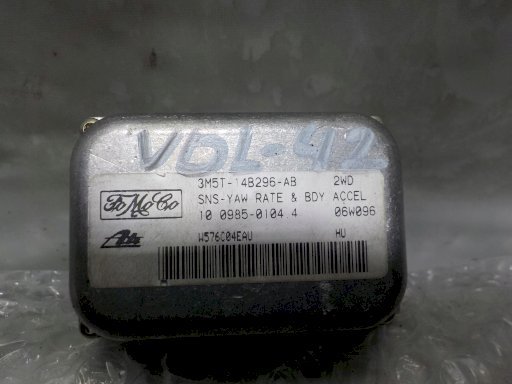 VOL-42
3M5T-14B296-AB 2WD
SNS-YAW RATE & BDY ACCEL
FoMoCo
10 0985-0104 4 06W096
Ate
W576C04EAU HU